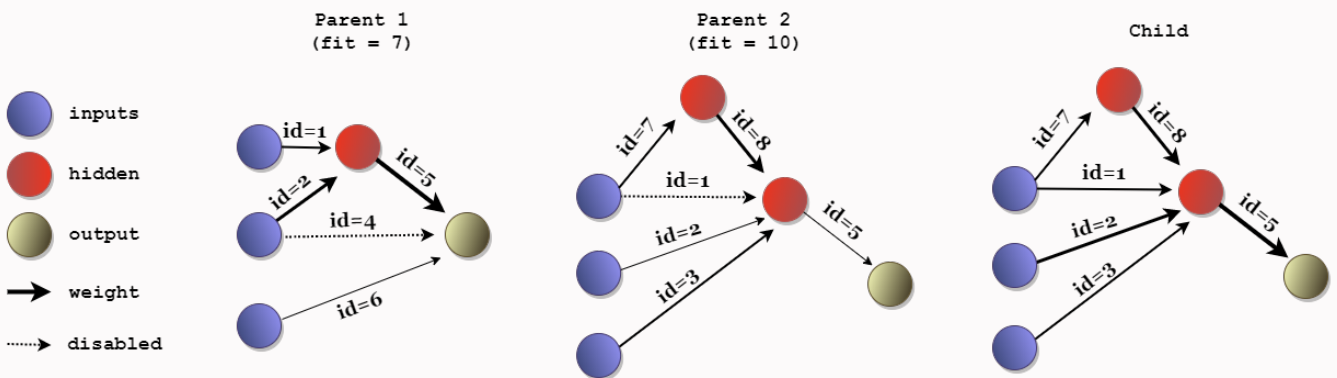 Parent 1
(fit = 7)
Parent 2
(fit = 10)
Child
inputs
hidden
output
weight
disabled
id=1
id=2
id=5
id=4
id=6
id=7
id=8
id=1
id=2
id=5
id=3
id=7
id=8
id=1
id=2
id=5
id=3